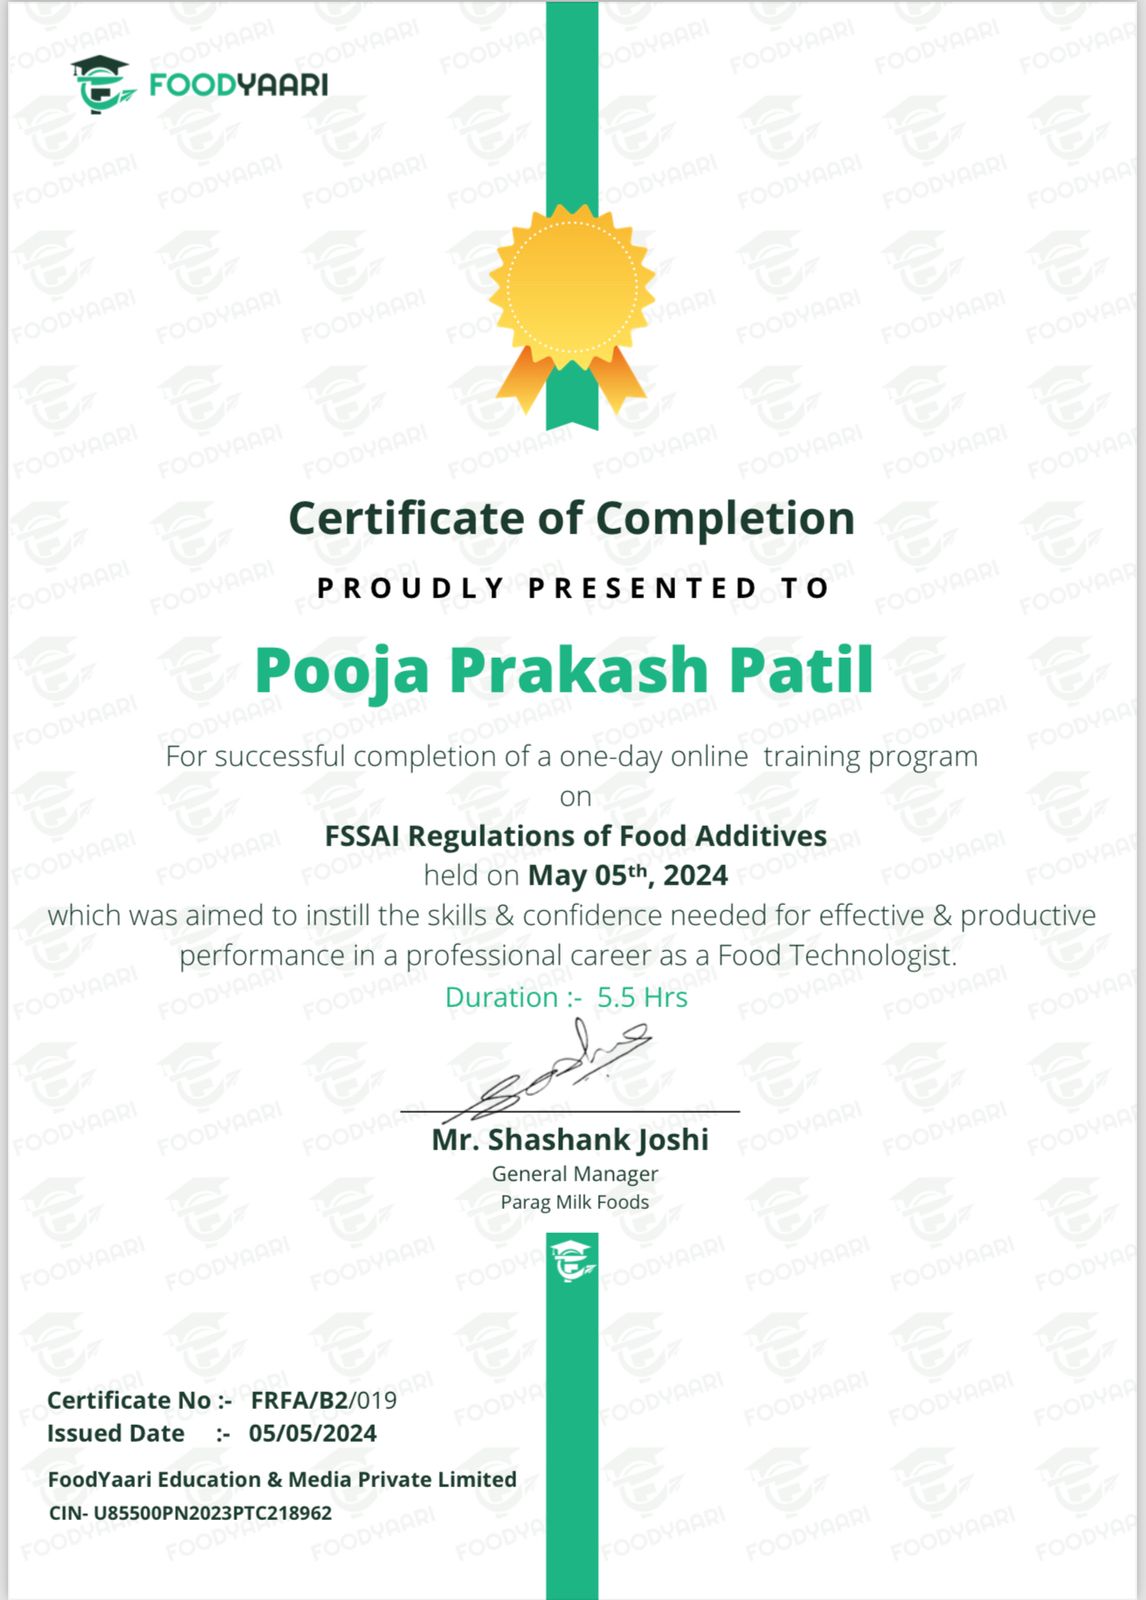 FOODYAARI
Certificate of Completion
PROUDLY PRESENTED TO
Pooja Prakash Patil
For successful completion of a one-day online training program
on
FSSAI Regulations of Food Additives
held on May 05th, 2024
which was aimed to instill the skills & confidence needed for effective & productive
performance in a professional career as a Food Technologist.
Duration :- 5.5 Hrs
Mr. Shashank Joshi
General Manager
Parag Milk Foods
Certificate No :- FRFA/B2/019
Issued Date :- 05/05/2024
FoodYaari Education & Media Private Limited
CIN- U85500PN2023PTC218962